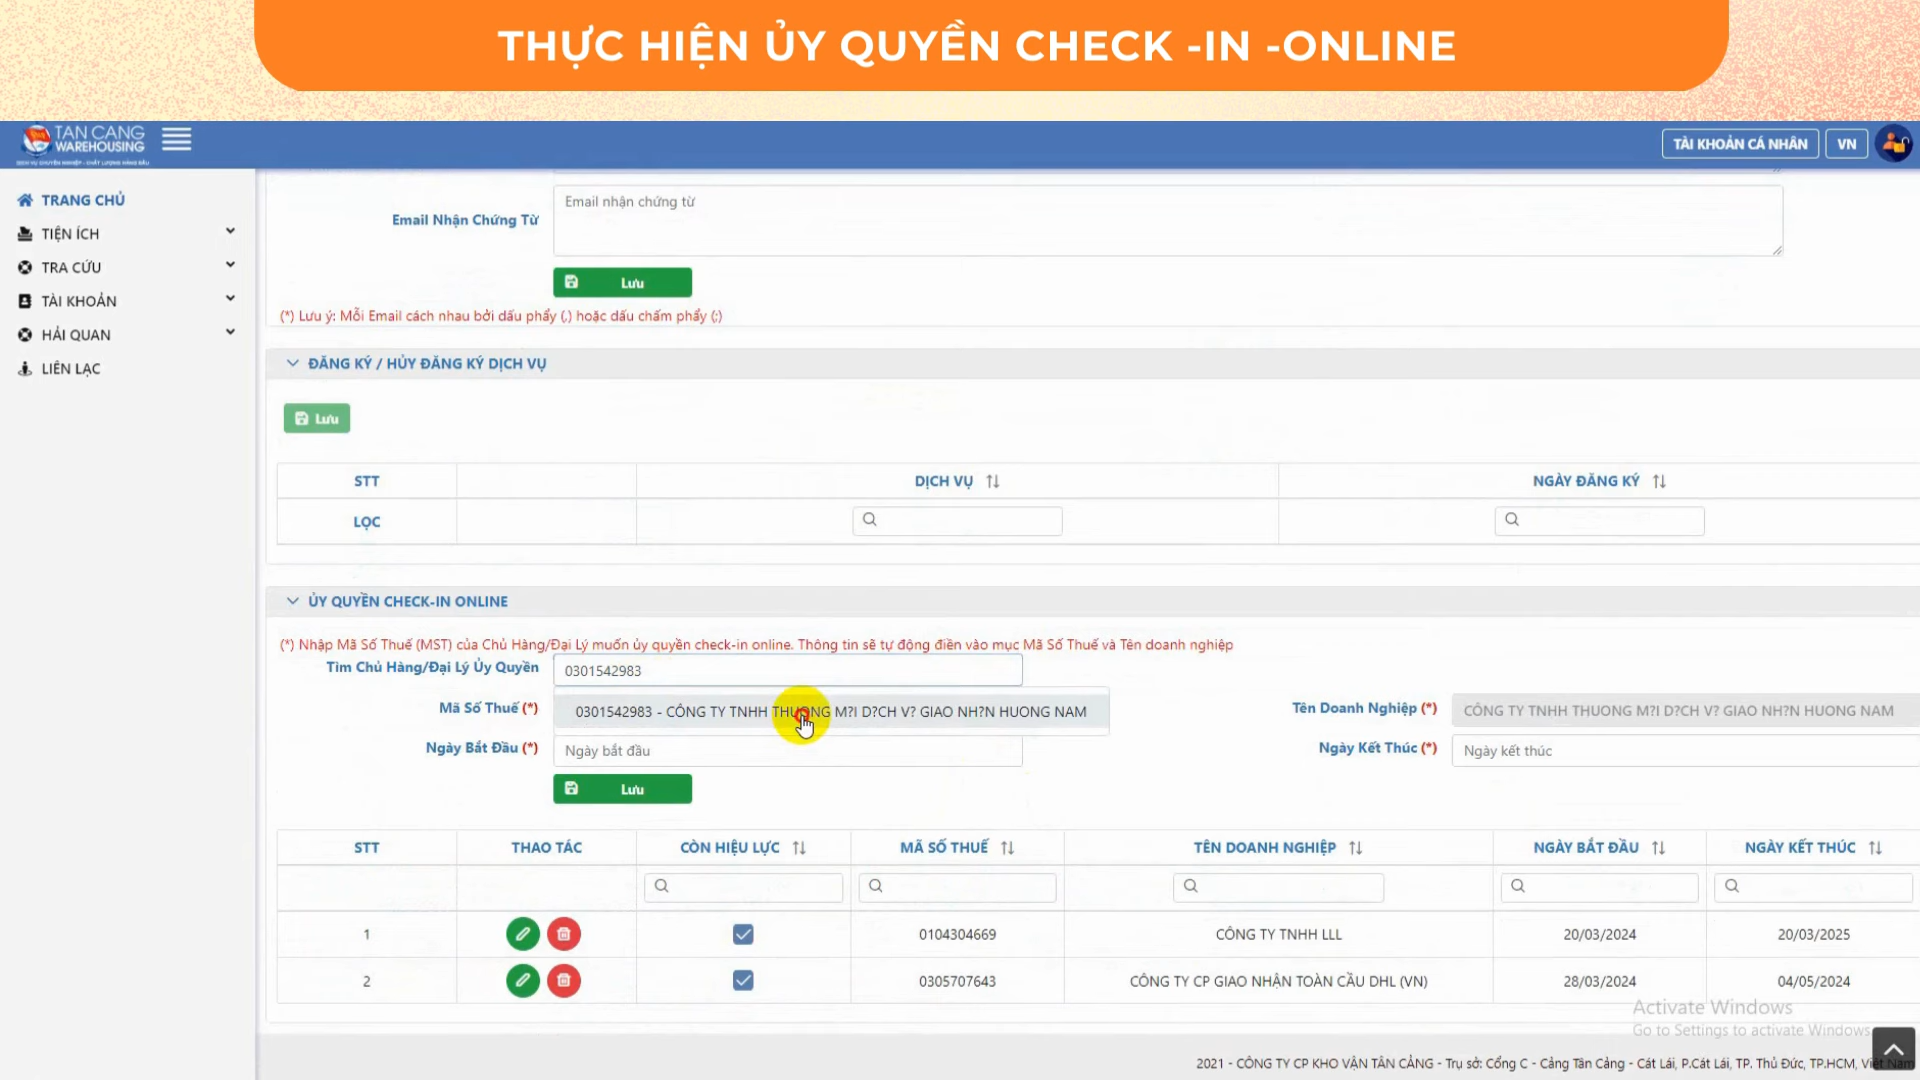 THỰC HIỆN ỦY QUYỀN CHECK -IN -ONLINE
TAN CANG
WAREHOUSING
TÀI KHOẢN CÁ NHÂN
VN
TRANG CHỦ
TIỆN ÍCH
TRA CỨU
TÀI KHOẢN
HẢI QUAN
LIÊN LẠC
Email Nhận Chứng Từ
Email nhận chứng từ
Lưu
(*) Lưu ý: Mỗi Email cách nhau bởi dấu phẩy (,) hoặc dấu chấm phẩy (;)
ĐĂNG KÝ / HỦY ĐĂNG KÝ DỊCH VỤ
Lưu
STT DỊCH VỤ NGÀY ĐĂNG KÝ
LỌC
ỦY QUYỀN CHECK-IN ONLINE
(*) Nhập Mã Số Thuế (MST) của Chủ Hàng/Đại Lý muốn ủy quyền check-in online. Thông tin sẽ tự động điền vào mục Mã Số Thuế và Tên doanh nghiệp
Tìm Chủ Hàng/Đại Lý Ủy Quyền 0301542983
Mã Số Thuế (*) 0301542983 - CÔNG TY TNHH THUONG M?I D?CH V? GIAO NH?N HUONG NAM Tên Doanh Nghiệp (*) CÔNG TY TNHH THUONG M?I D?CH V? GIAO NH?N HUONG NAM
Ngày Bắt Đầu (*) Ngày bắt đầu Ngày Kết Thúc (*) Ngày kết thúc
Lưu
STT THAO TÁC CÒN HIỆU LỰC MÃ SỐ THUẾ TÊN DOANH NGHIỆP NGÀY BẮT ĐẦU NGÀY KẾT THÚC
1 0104304669 CÔNG TY TNHH LLL 20/03/2024 20/03/2025
2 0305707643 CÔNG TY CP GIAO NHẬN TOÀN CẦU DHL (VN) 28/03/2024 04/05/2024
Activate Windows
Go to Settings to activate Windows.
2021 - CÔNG TY CP KHO VẬN TÂN CẢNG - Trụ sở: Cổng C - Cảng Tân Cảng - Cát Lái, P.Cát Lái, TP. Thủ Đức, TP.HCM, Việt Nam